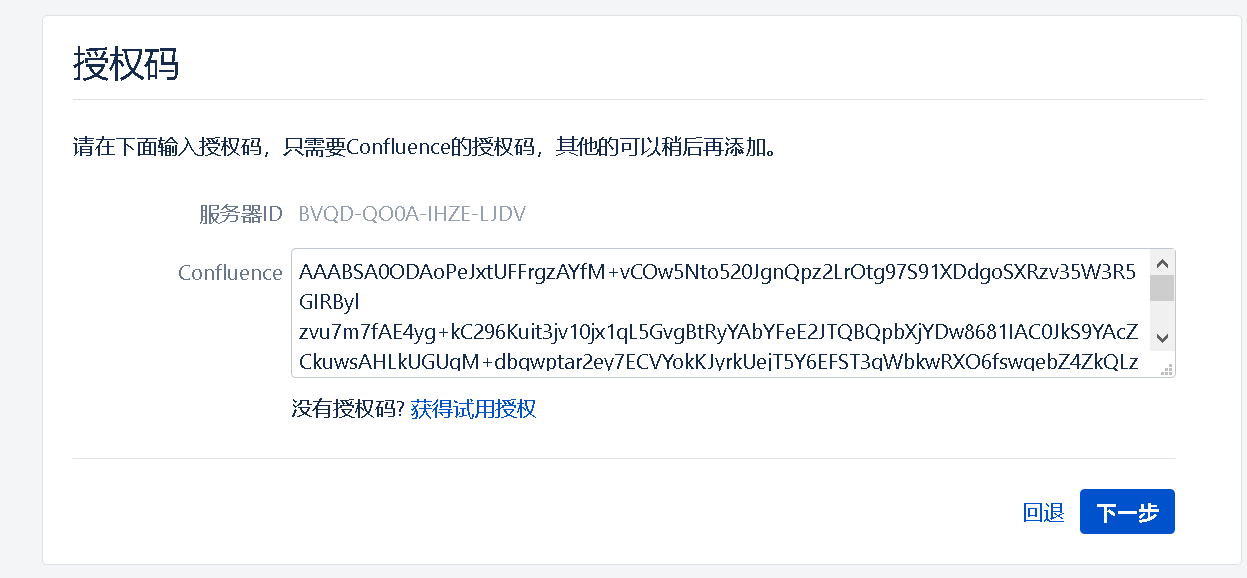 授权码
请在下面输入授权码，只需要Confluence的授权码，其他的可以稍后再添加。
服务器ID BVQD-QO0A-IHZE-LJDV
Confluence AAABSA0ODAoPeJxtUFFrgzAYfM+vCOw5Nto520JgnQpz2LrOtg97S91XDdgoSXRzv35W3R5
GIRByl
zvu7m7fAE4yg+kC296Kuit3jv10jx1qL5GvgBtRyYAbYFeE2JTQBQpbXjYDw8681IAC0JkS9YAcZ
CkuwsAHLkUGUgM+dbqwptar2ey7ECVYokKJyrkUejT5Y6EFST3qWbkwRXO6fswqebZ4ZkQLz
没有授权码? 获得试用授权
回退 下一步